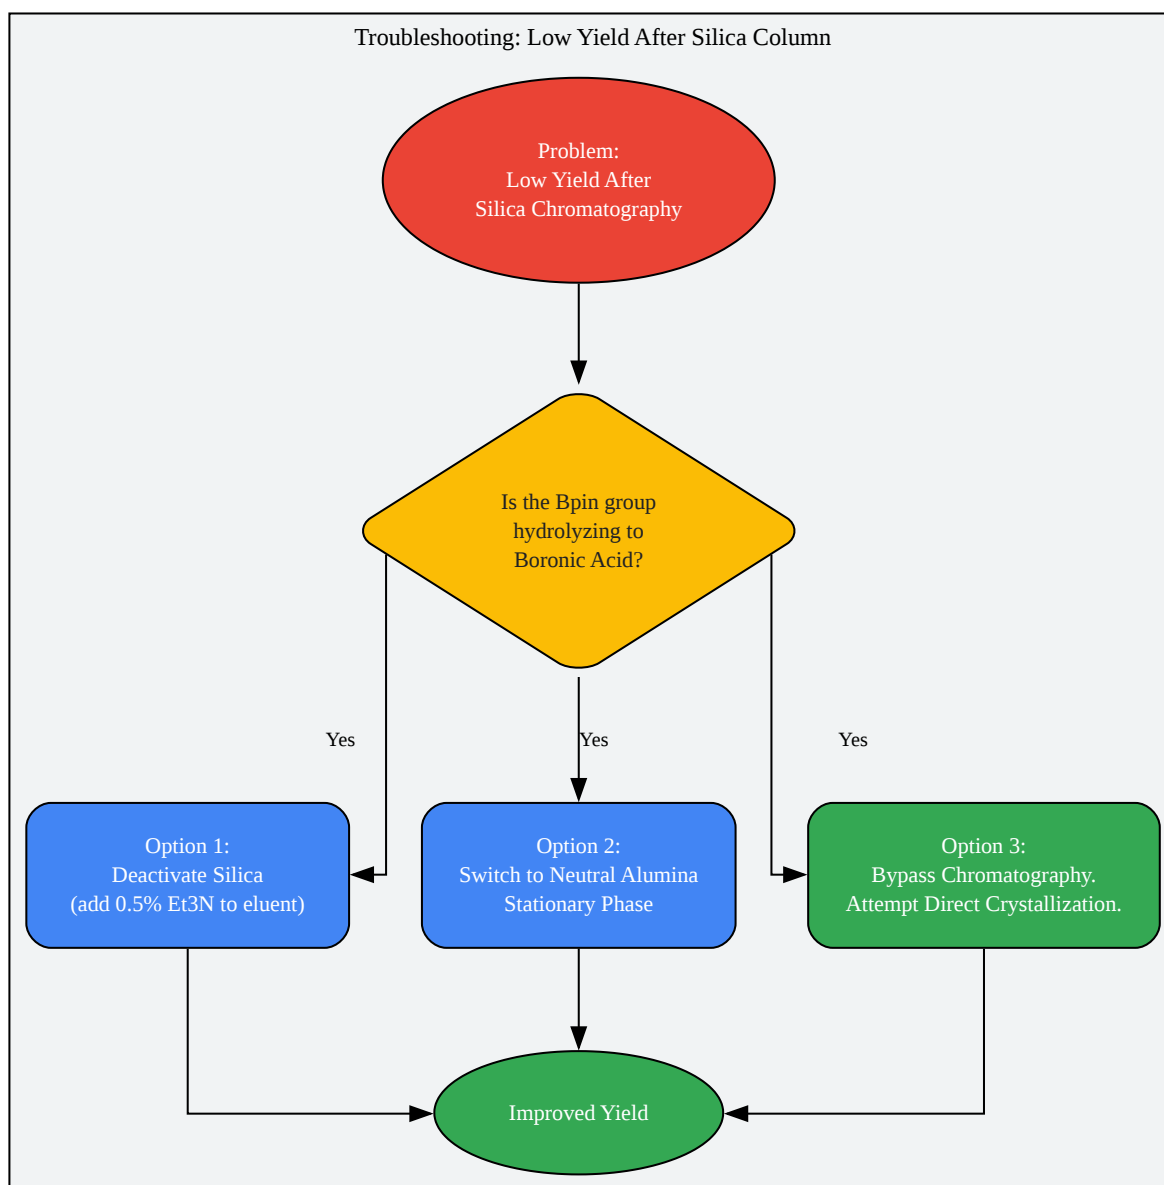 Troubleshooting: Low Yield After Silica Column
Problem:
Low Yield After
Silica Chromatography
Is the Bpin group
hydrolyzing to
Boronic Acid?
Yes
Yes
Yes
Option 1:
Deactivate Silica
(add 0.5% Et3N to eluent)
Option 2:
Switch to Neutral Alumina
Stationary Phase
Option 3:
Bypass Chromatography.
Attempt Direct Crystallization.
Improved Yield